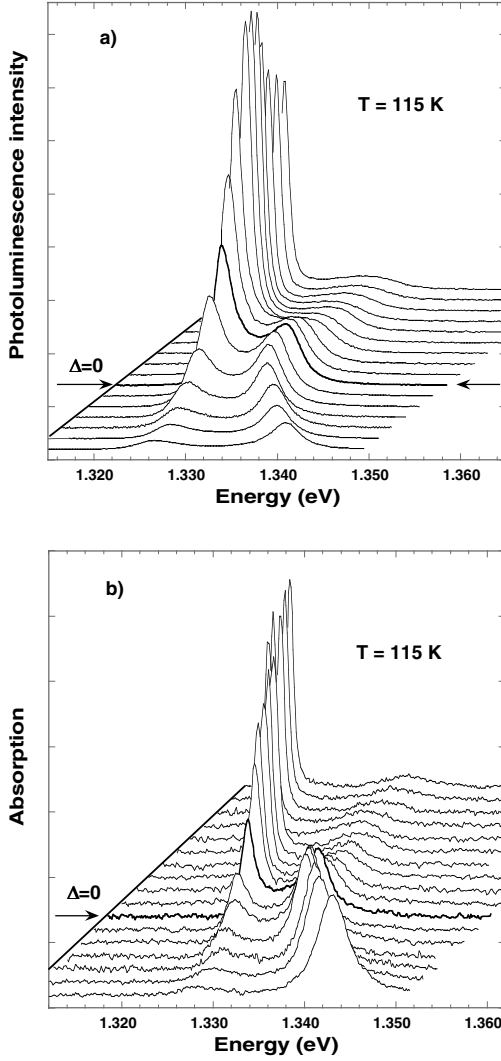 a)
T = 115 K
Photoluminescence intensity
Δ=0
1.320 1.330 1.340 1.350 1.360
Energy (eV)
b)
T = 115 K
Absorption
Δ=0
1.320 1.330 1.340 1.350 1.360
Energy (eV)